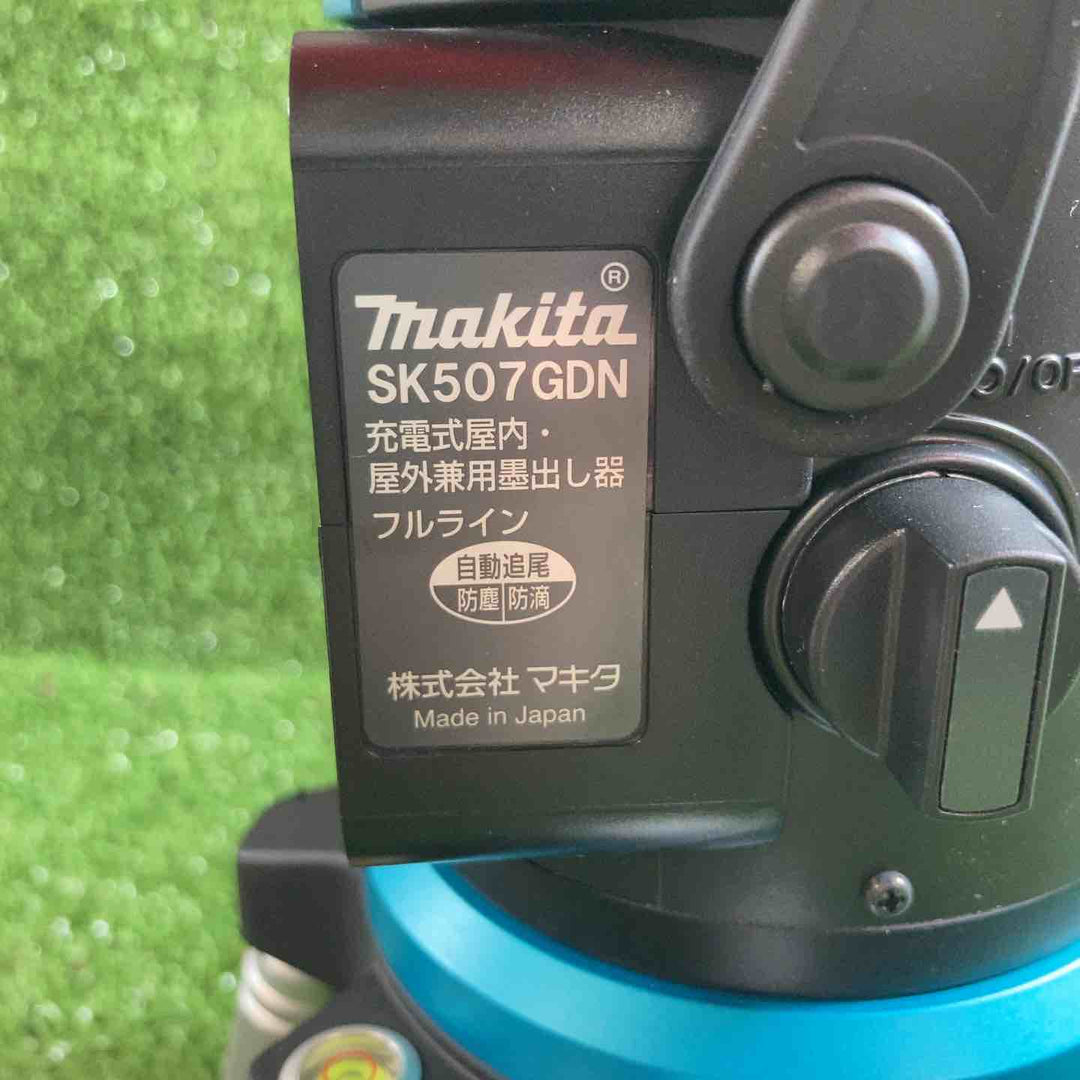 makita®
SK507GDN
充電式屋内・
屋外兼用墨出し器
フルライン
自動追尾
防塵 防滴
株式会社 マキタ
Made in Japan